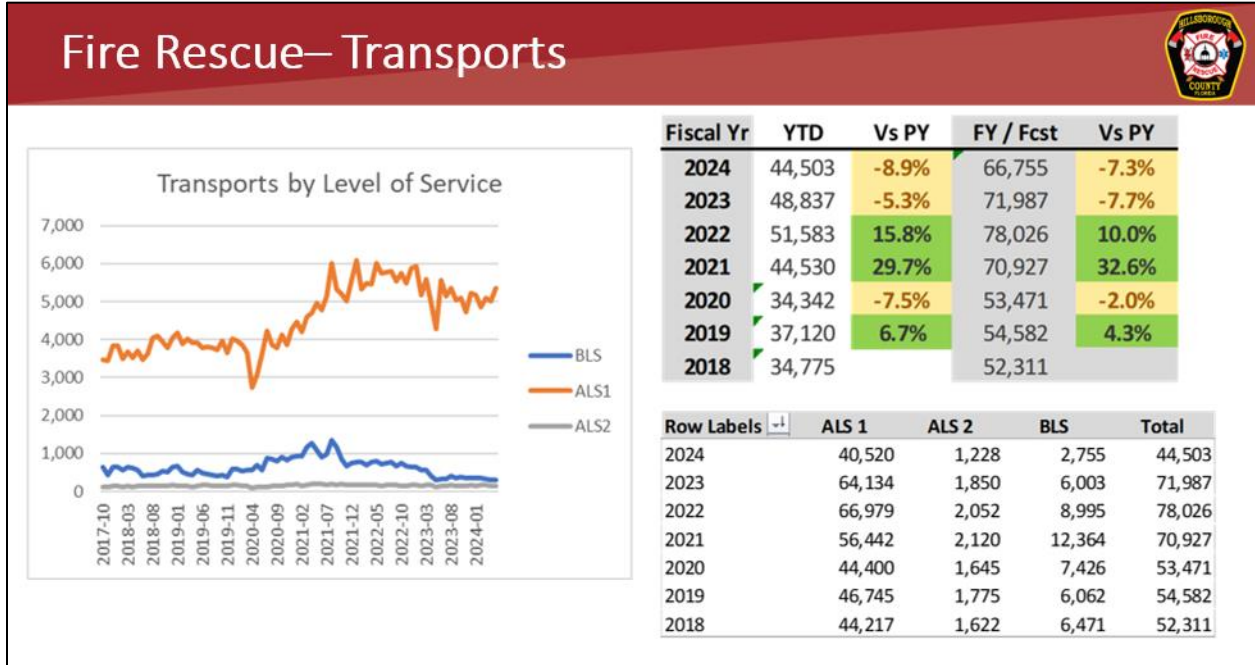 Fire Rescue– Transports
HILLSBOROUGH
FIRE
RESCUE
COUNTY
FLORIDA
Transports by Level of Service
7,000
6,000
5,000
4,000
3,000
2,000
1,000
0
2017-10
2018-03
2018-08
2019-01
2019-06
2019-11
2020-04
2020-09
2021-02
2021-07
2021-12
2022-05
2022-10
2023-03
2023-08
2024-01
BLS
ALS1
ALS2
Fiscal Yr YTD Vs PY FY / Fcst Vs PY
2024 44,503 -8.9% 66,755 -7.3%
2023 48,837 -5.3% 71,987 -7.7%
2022 51,583 15.8% 78,026 10.0%
2021 44,530 29.7% 70,927 32.6%
2020 34,342 -7.5% 53,471 -2.0%
2019 37,120 6.7% 54,582 4.3%
2018 34,775 52,311
Row Labels ALS 1 ALS 2 BLS Total
2024 40,520 1,228 2,755 44,503
2023 64,134 1,850 6,003 71,987
2022 66,979 2,052 8,995 78,026
2021 56,442 2,120 12,364 70,927
2020 44,400 1,645 7,426 53,471
2019 46,745 1,775 6,062 54,582
2018 44,217 1,622 6,471 52,311